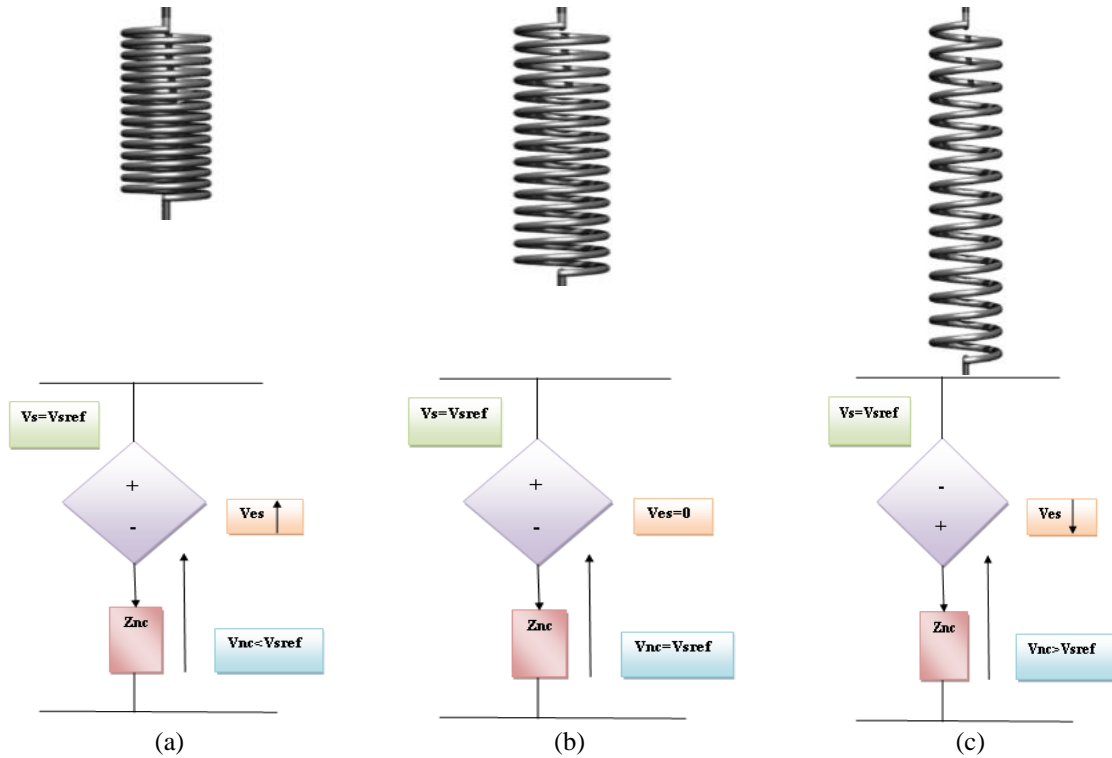 Vs=Vsref
+
-
Ves
Znc
Vnc<Vsref
(a)
Vs=Vsref
+
-
Ves=0
Znc
Vnc=Vsref
(b)
Vs=Vsref
-
+
Ves
Znc
Vnc>Vsref
(c)